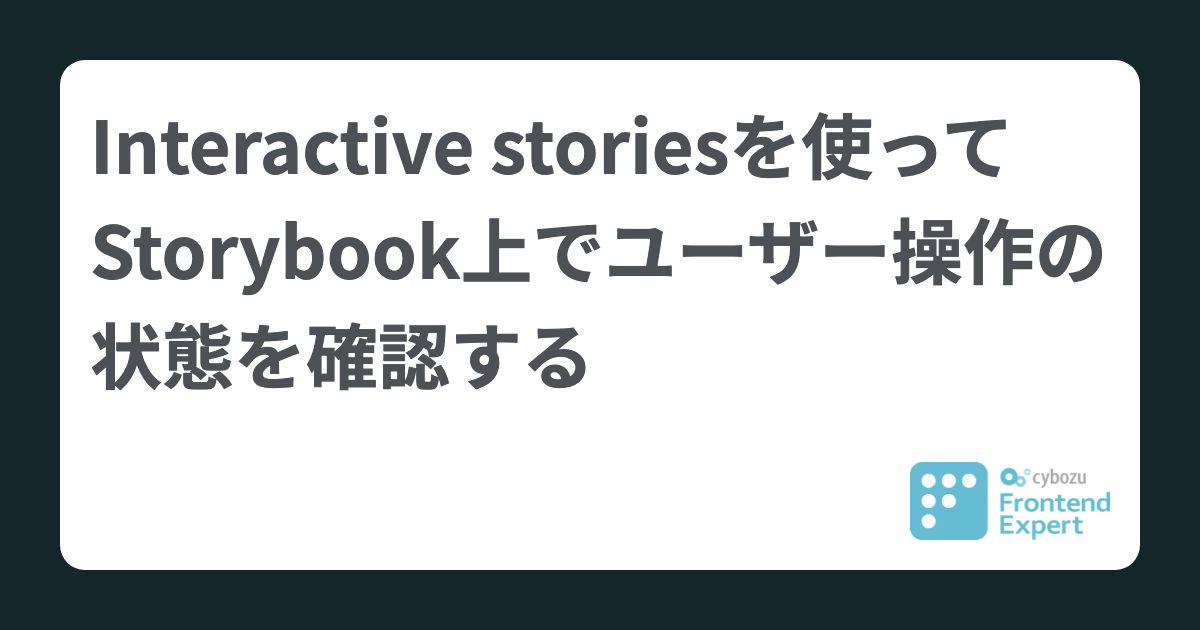 Interactive storiesを使って
Storybook上でユーザー操作の
状態を確認する
cybozu
Frontend
Expert